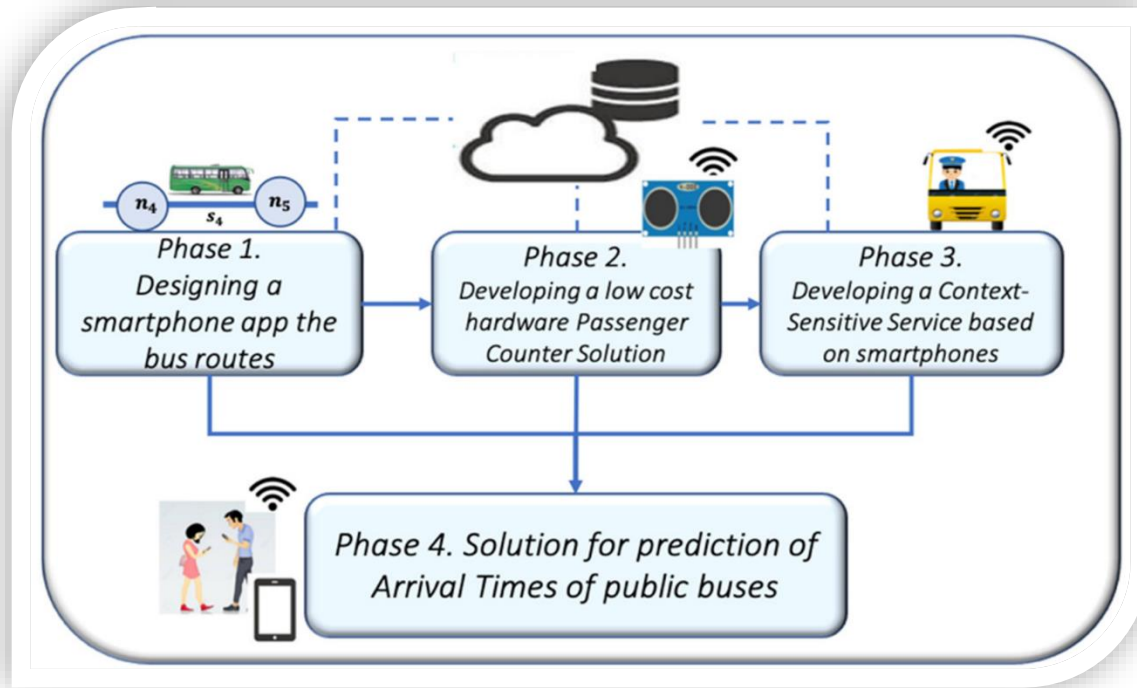 n₄
s₄
n₅
Phase 1.
Designing a
smartphone app the
bus routes
Phase 2.
Developing a low cost
hardware Passenger
Counter Solution
Phase 3.
Developing a Context-
Sensitive Service based
on smartphones
Phase 4. Solution for prediction of
Arrival Times of public buses